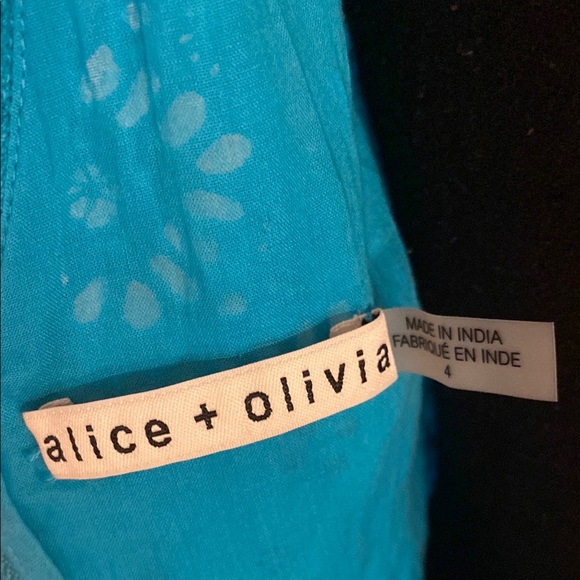 alice + olivia
MADE IN INDIA
FABRIQUÉ EN INDE
4